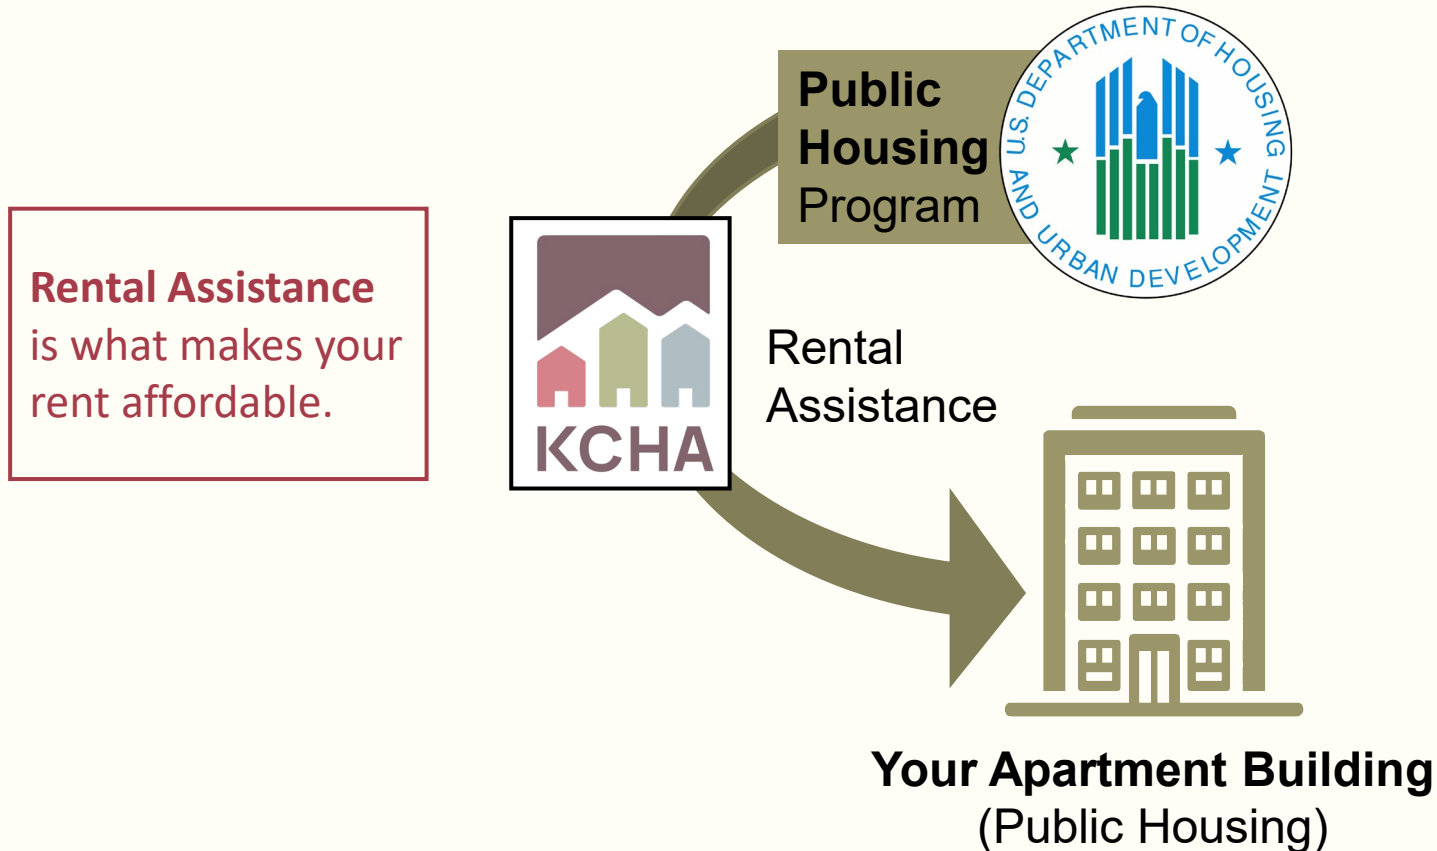 Public
Housing
Program
U.S. DEPARTMENT OF HOUSING
AND URBAN DEVELOPMENT
Rental Assistance
is what makes your
rent affordable.
KCHA
Rental
Assistance
Your Apartment Building
(Public Housing)